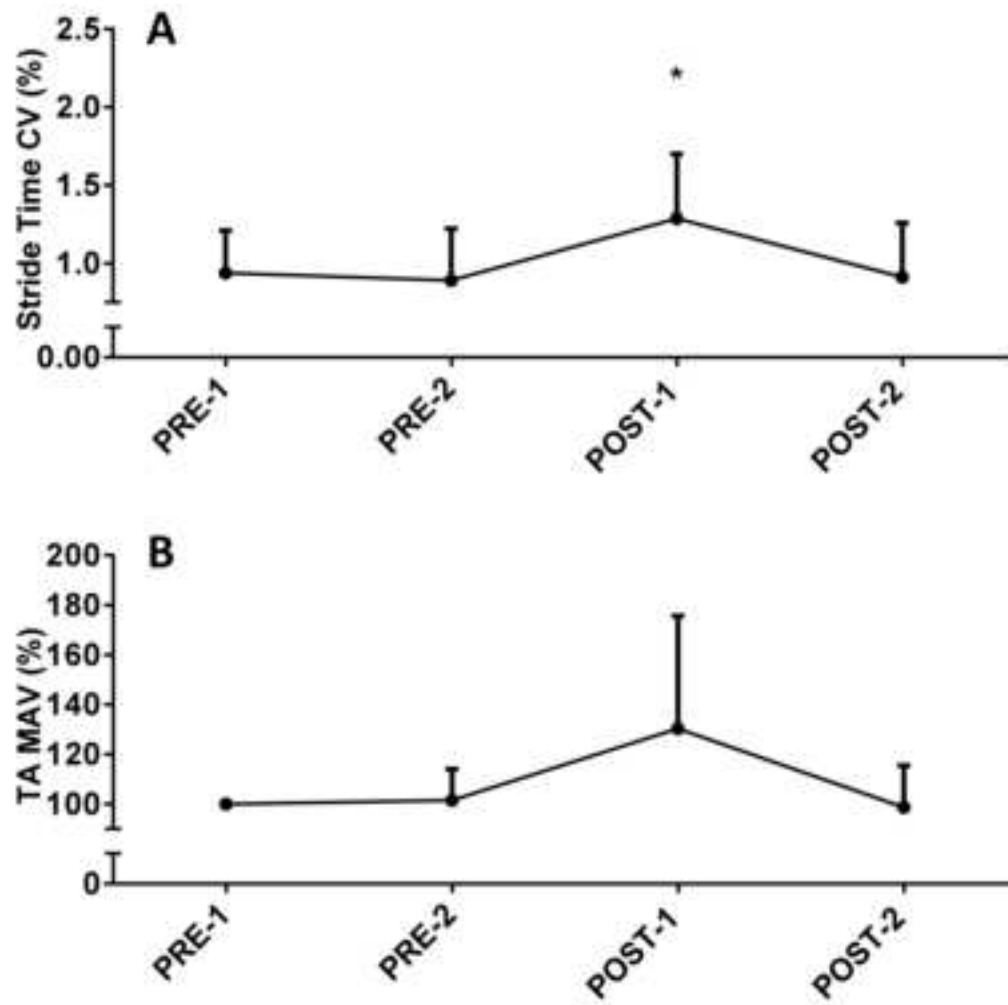 A
Stride Time CV (%)
2.5
2.0
1.5
1.0
0.00
*
PRE-1
PRE-2
POST-1
POST-2
B
TA MAV (%)
200
180
160
140
120
100
0
PRE-1
PRE-2
POST-1
POST-2